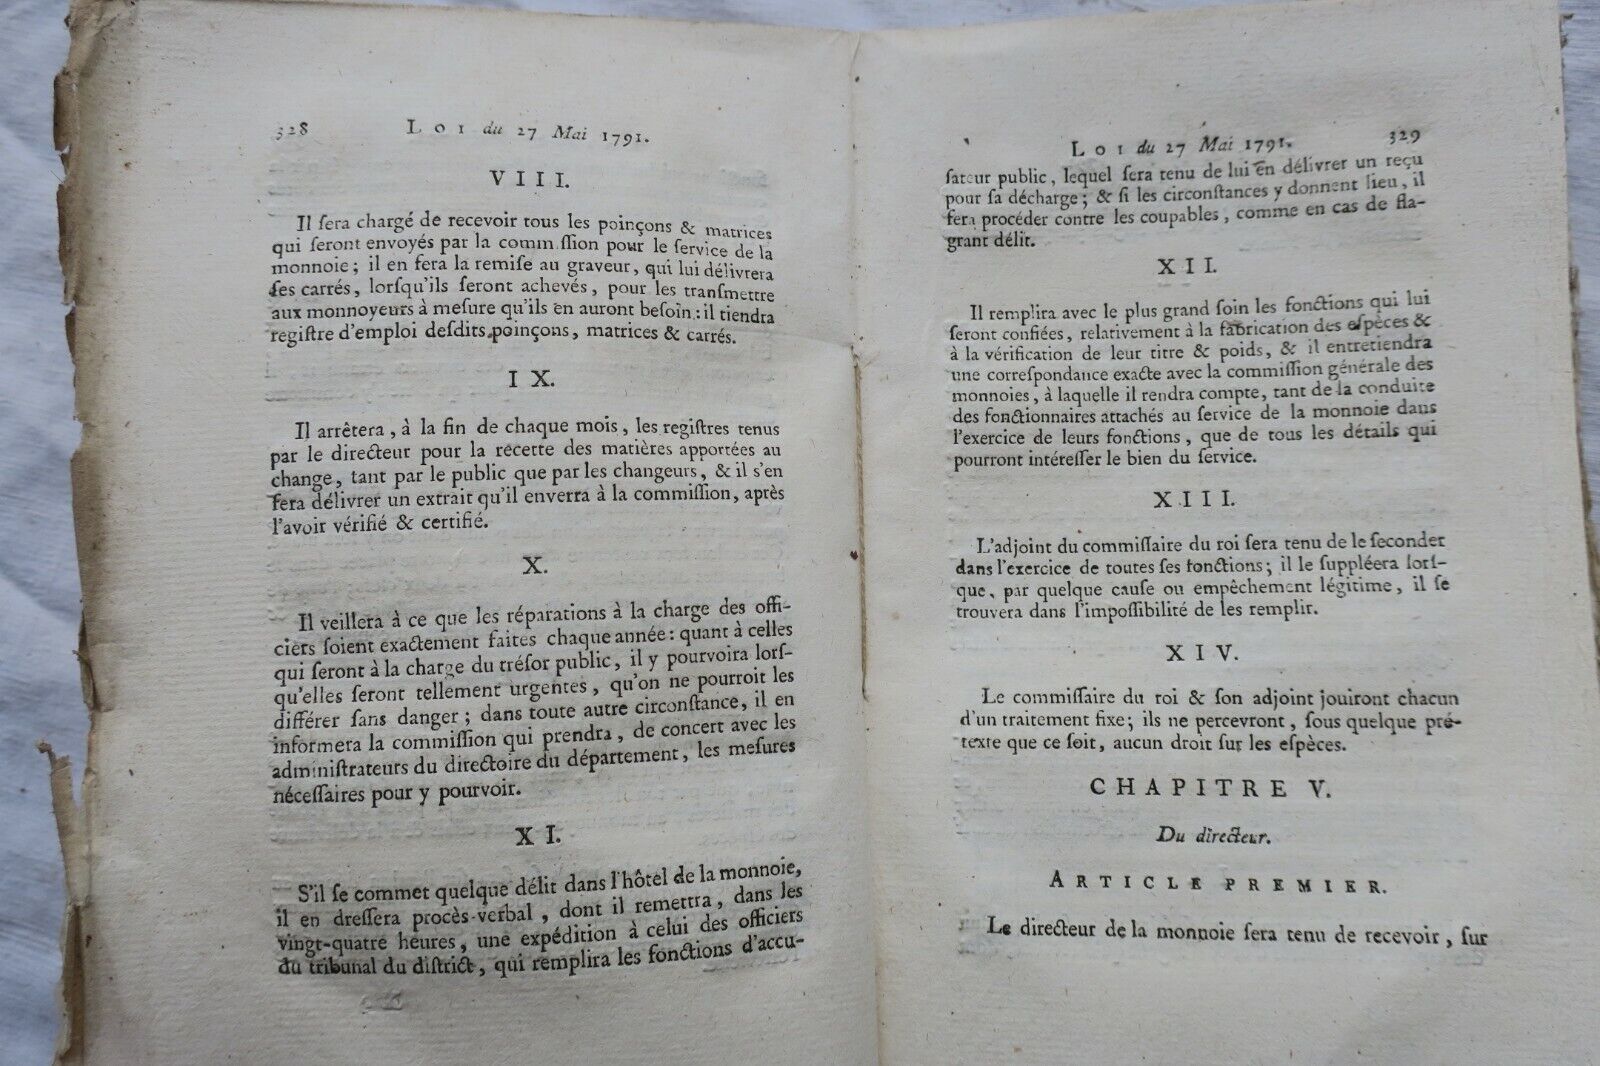 328 Loi du 27 Mai 1791.
VIII.
Il ſera chargé de recevoir tous les poinçons & matrices
qui ſeront envoyés par la comm ſſion pour le ſervice de la
monnoie; il en fera la remiſe au graveur, qui lui délivrera
ſes carrés, lorſqu'ils ſeront achevés, pour les tranſmettre
aux monnoyeurs à meſure qu'ils en auront beſoin: il tiendra
regiſtre d'emploi deſdits poinçons, matrices & carrés.
IX.
Il arrêtera, à la fin de chaque mois, les regiſtres tenus
par le directeur pour la recette des matières apportées au
change, tant par le public que par les changeurs, & il s'en
fera délivrer un extrait qu'il enverra à la commiſſion, après
l'avoir vérifié & certifié.
X.
Il veillera à ce que les réparations à la charge des offi-
ciers ſoient exactement faites chaque année: quant à celles
qui ſeront à la charge du tréſor public, il y pourvoira lorſ-
qu'elles ſeront tellement urgentes, qu'on ne pourroit les
différer ſans danger; dans toute autre circonſtance, il en
informera la commiſſion qui prendra, de concert avec les
adminiſtrateurs du directoire du département, les meſures
néceſſaires pour y pourvoir.
XI.
S'il ſe commet quelque délit dans l'hôtel de la monnoie,
il en dreſſera procès-verbal, dont il remettra, dans les
vingt-quatre heures, une expédition à celui des officiers
du tribunal du diſtrict, qui remplira les fonctions d'accu-
Loi du 27 Mai 1791. 329
ſateur public, lequel ſera tenu de lui en délivrer un reçu
pour ſa décharge; & ſi les circonſtances y donnent lieu, il
fera procéder contre les coupables, comme en cas de fla-
grant délit.
XII.
Il remplira avec le plus grand ſoin les fonctions qui lui
ſeront confiées, relativement à la fabrication des eſpèces &
à la vérification de leur titre & poids, & il entretiendra
une correſpondance exacte avec la commiſſion générale des
monnoies, à laquelle il rendra compte, tant de la conduite
des fonctionnaires attachés au ſervice de la monnoie dans
l'exercice de leurs fonctions, que de tous les détails qui
pourront intéreſſer le bien du ſervice.
XIII.
L'adjoint du commiſſaire du roi ſera tenu de le ſeconder
dans l'exercice de toutes ſes fonctions; il le ſuppléera lorſ-
que, par quelque cauſe ou empêchement légitime, il ſe
trouvera dans l'impoſſibilité de les remplir.
XIV.
Le commiſſaire du roi & ſon adjoint jouiront chacun
d'un traitement fixe; ils ne percevront, ſous quelque pré-
texte que ce ſoit, aucun droit ſur les eſpèces.
CHAPITRE V.
Du directeur.
ARTICLE PREMIER.
Le directeur de la monnoie ſera tenu de recevoir, ſur